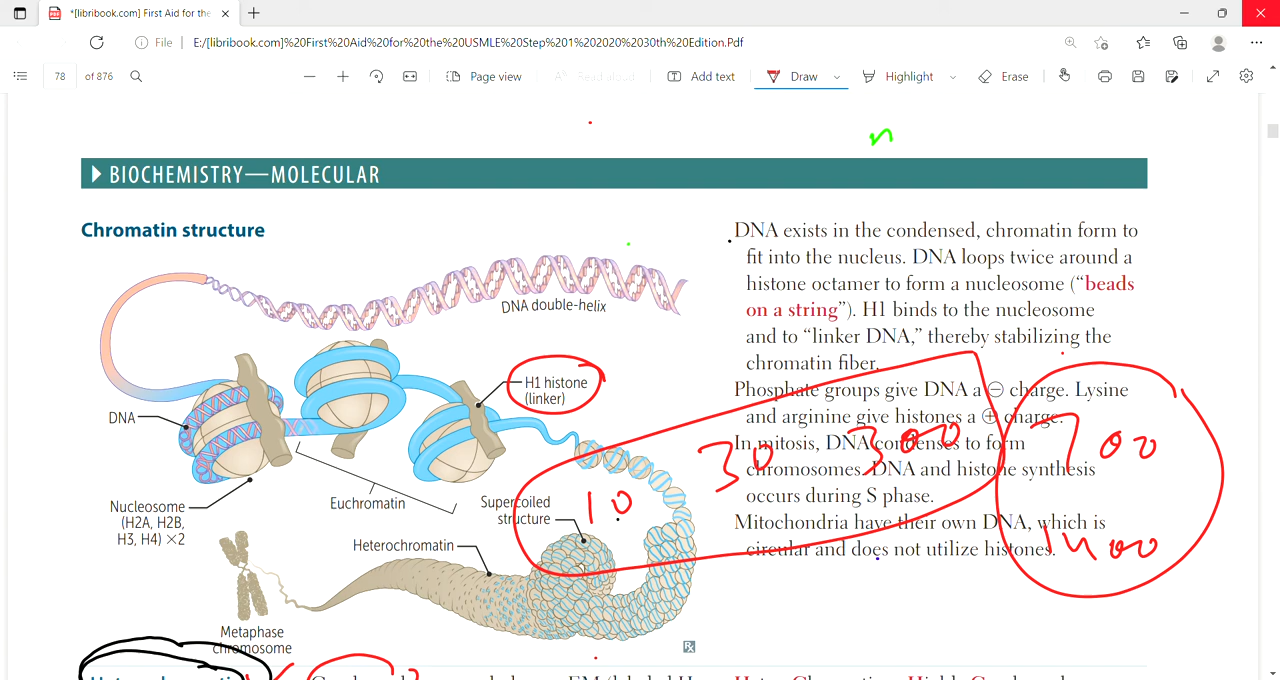 *[libribook.com] First Aid for the
File
E:/[libribook.com]%20First%20Aid%20for%20the%20USMLE%20Step%201%202020%2030th%20Edition.Pdf
78 of 876
Page view
Read aloud
Add text
Draw
Highlight
Erase
n
BIOCHEMISTRY—MOLECULAR
Chromatin structure
DNA double-helix
H1 histone
(linker)
DNA
Euchromatin
Nucleosome
(H2A, H2B,
H3, H4) ×2
Supercoiled
structure
Heterochromatin
Metaphase
chromosome
DNA exists in the condensed, chromatin form to
fit into the nucleus. DNA loops twice around a
histone octamer to form a nucleosome (“beads
on a string”). H1 binds to the nucleosome
and to “linker DNA,” thereby stabilizing the
chromatin fiber.
Phosphate groups give DNA a ⊖ charge. Lysine
and arginine give histones a ⊕ charge.
In mitosis, DNA condenses to form
chromosomes. DNA and histone synthesis
occurs during S phase.
Mitochondria have their own DNA, which is
circular and does not utilize histones.
10
30
300
700
1400
Rx